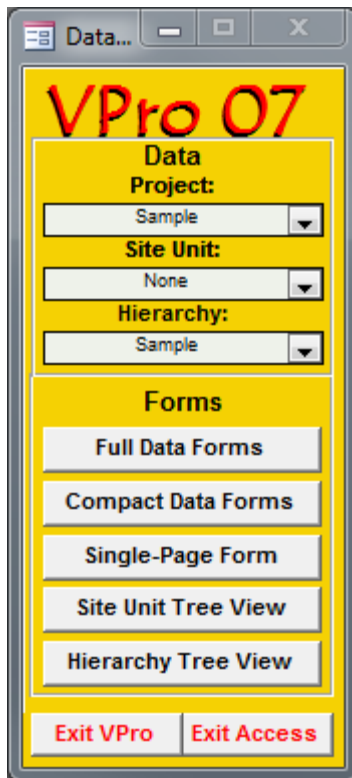 Data...
VPro 07
Data
Project:
Sample
Site Unit:
None
Hierarchy:
Sample
Forms
Full Data Forms
Compact Data Forms
Single-Page Form
Site Unit Tree View
Hierarchy Tree View
Exit VPro Exit Access